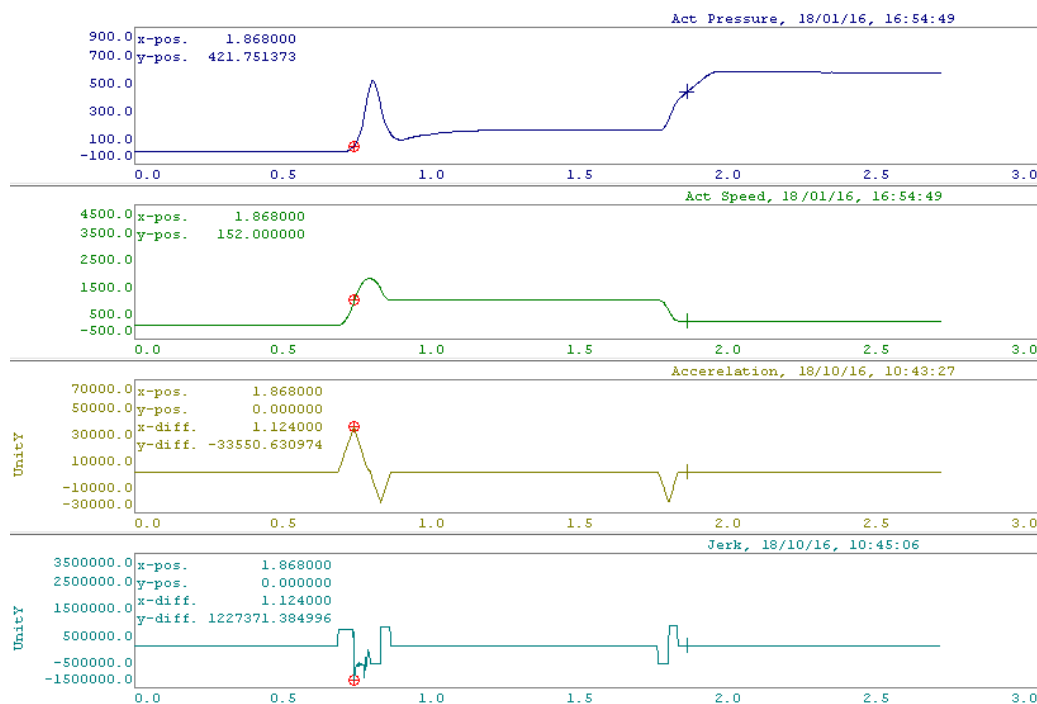 Act Pressure, 18/01/16, 16:54:49
900.0 x-pos. 1.868000
700.0 y-pos. 421.751373
500.0
300.0
100.0
-100.0
0.0 0.5 1.0 1.5 2.0 2.5 3.0
Act Speed, 18/01/16, 16:54:49
4500.0 x-pos. 1.868000
3500.0 y-pos. 152.000000
2500.0
1500.0
500.0
-500.0
0.0 0.5 1.0 1.5 2.0 2.5 3.0
Accerelation, 18/10/16, 10:43:27
70000.0 x-pos. 1.868000
50000.0 y-pos. 0.000000
x-diff. 1.124000
30000.0 y-diff. -33550.630974
UnitY
10000.0
-10000.0
-30000.0
0.0 0.5 1.0 1.5 2.0 2.5 3.0
Jerk, 18/10/16, 10:45:06
3500000.0 x-pos. 1.868000
2500000.0 y-pos. 0.000000
1500000.0 x-diff. 1.124000
y-diff. 1227371.384996
UnitY
500000.0
-500000.0
-1500000.0
0.0 0.5 1.0 1.5 2.0 2.5 3.0